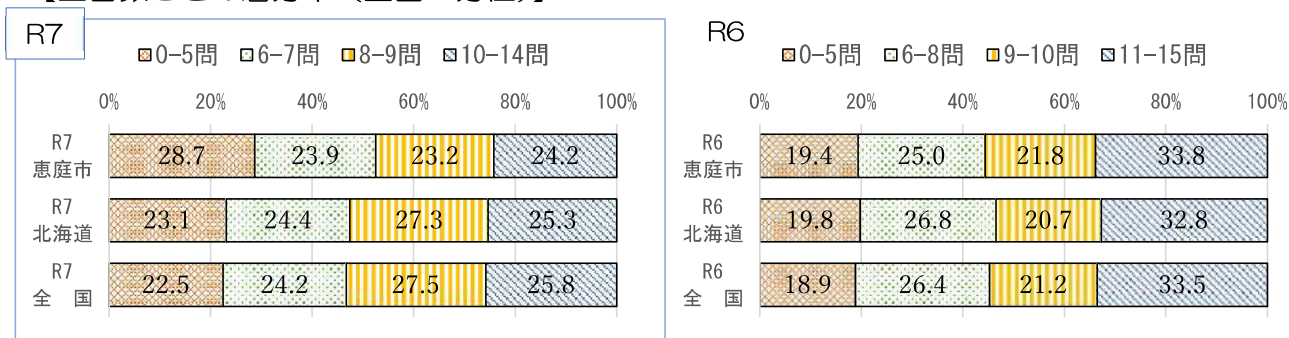 R7
0-5問 6-7問 8-9問 10-14問
0% 20% 40% 60% 80% 100%
R7
恵庭市
28.7 23.9 23.2 24.2
R7
北海道
23.1 24.4 27.3 25.3
R7
全 国
22.5 24.2 27.5 25.8
R6
0-5問 6-8問 9-10問 11-15問
0% 20% 40% 60% 80% 100%
R6
恵庭市
19.4 25.0 21.8 33.8
R6
北海道
19.8 26.8 20.7 32.8
R6
全 国
18.9 26.4 21.2 33.5